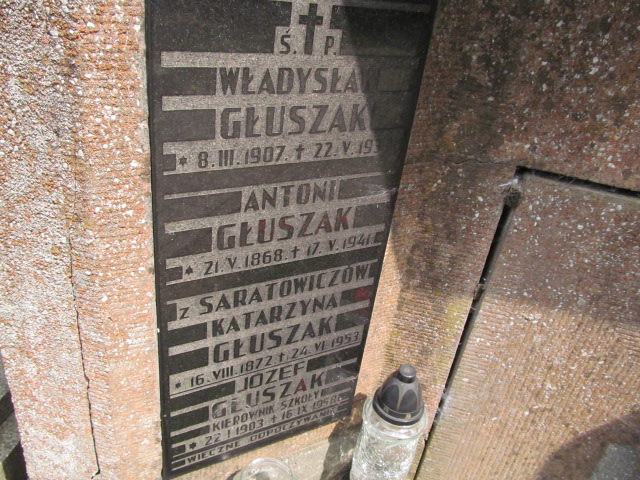 Ś. P.
WŁADYSŁAW
GŁUSZAK
* 8. III. 1907. † 22. V.
ANTONI
GŁUSZAK
* 21. V. 1868 † 17. V. 1941.
z SARATOWICZÓW
KATARZYNA
GŁUSZAK
* 16. VIII. 1872 † 24. VI. 1953
JÓZEF
GŁUSZAK
KIEROWNIK SZKOŁY
* 22. I. 1903 † 16. IX. 1958
WIECZNE ODPOCZYWANIE